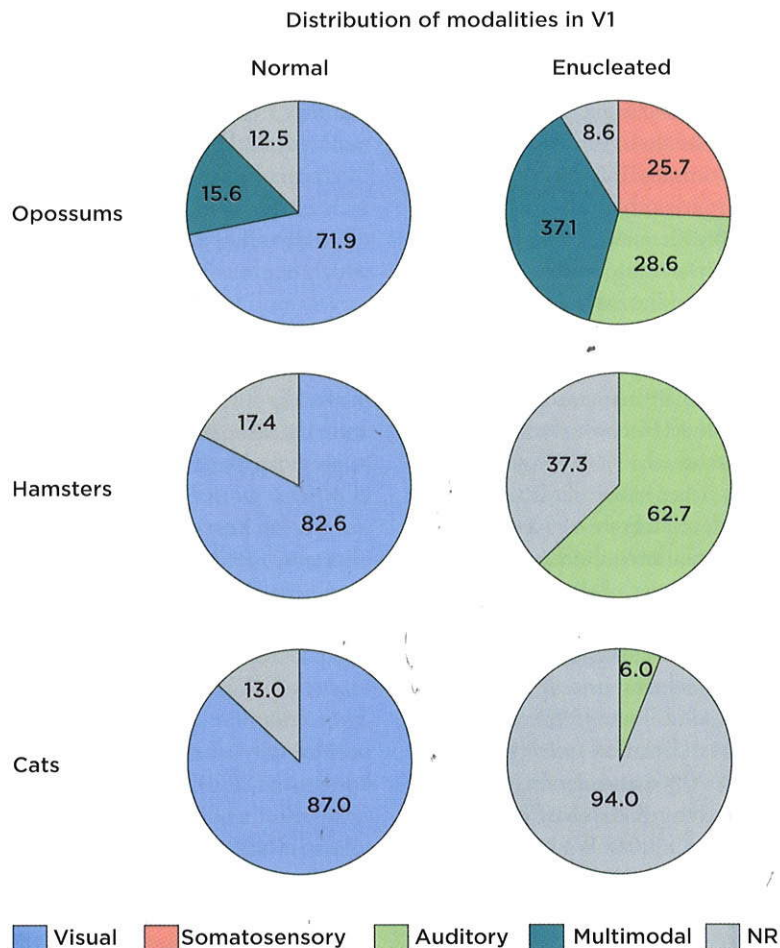 Distribution of modalities in V1
Normal Enucleated
Opossums
12.5
15.6
71.9
8.6
25.7
37.1
28.6
Hamsters
17.4
82.6
37.3
62.7
Cats
13.0
87.0
6.0
94.0
Visual Somatosensory Auditory Multimodal NR